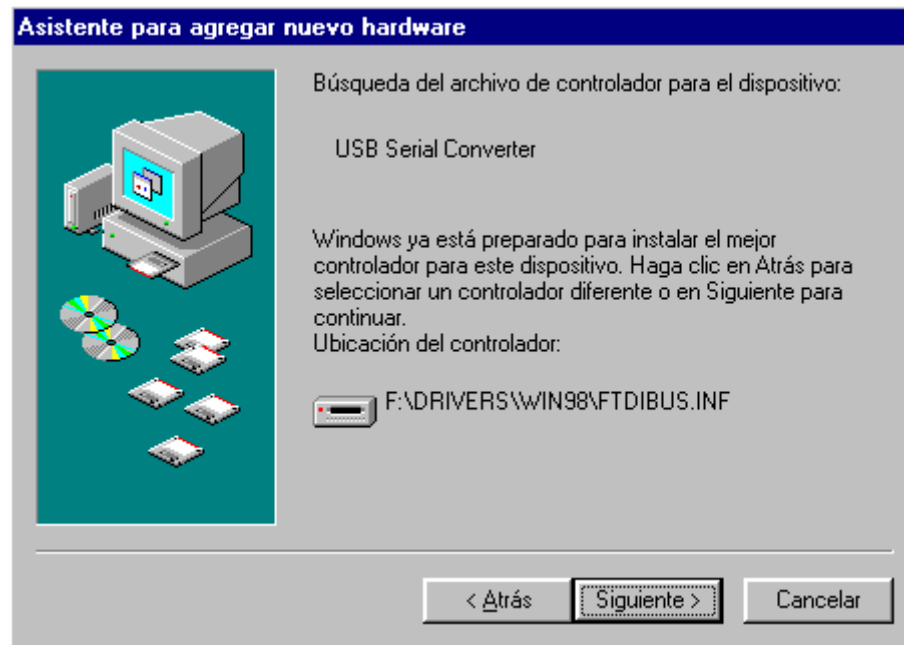 Asistente para agregar nuevo hardware
Búsqueda del archivo de controlador para el dispositivo:
USB Serial Converter
Windows ya está preparado para instalar el mejor
controlador para este dispositivo. Haga clic en Atrás para
seleccionar un controlador diferente o en Siguiente para
continuar.
Ubicación del controlador:
F:\DRIVERS\WIN98\FTDIBUS.INF
< Atrás
Siguiente >
Cancelar